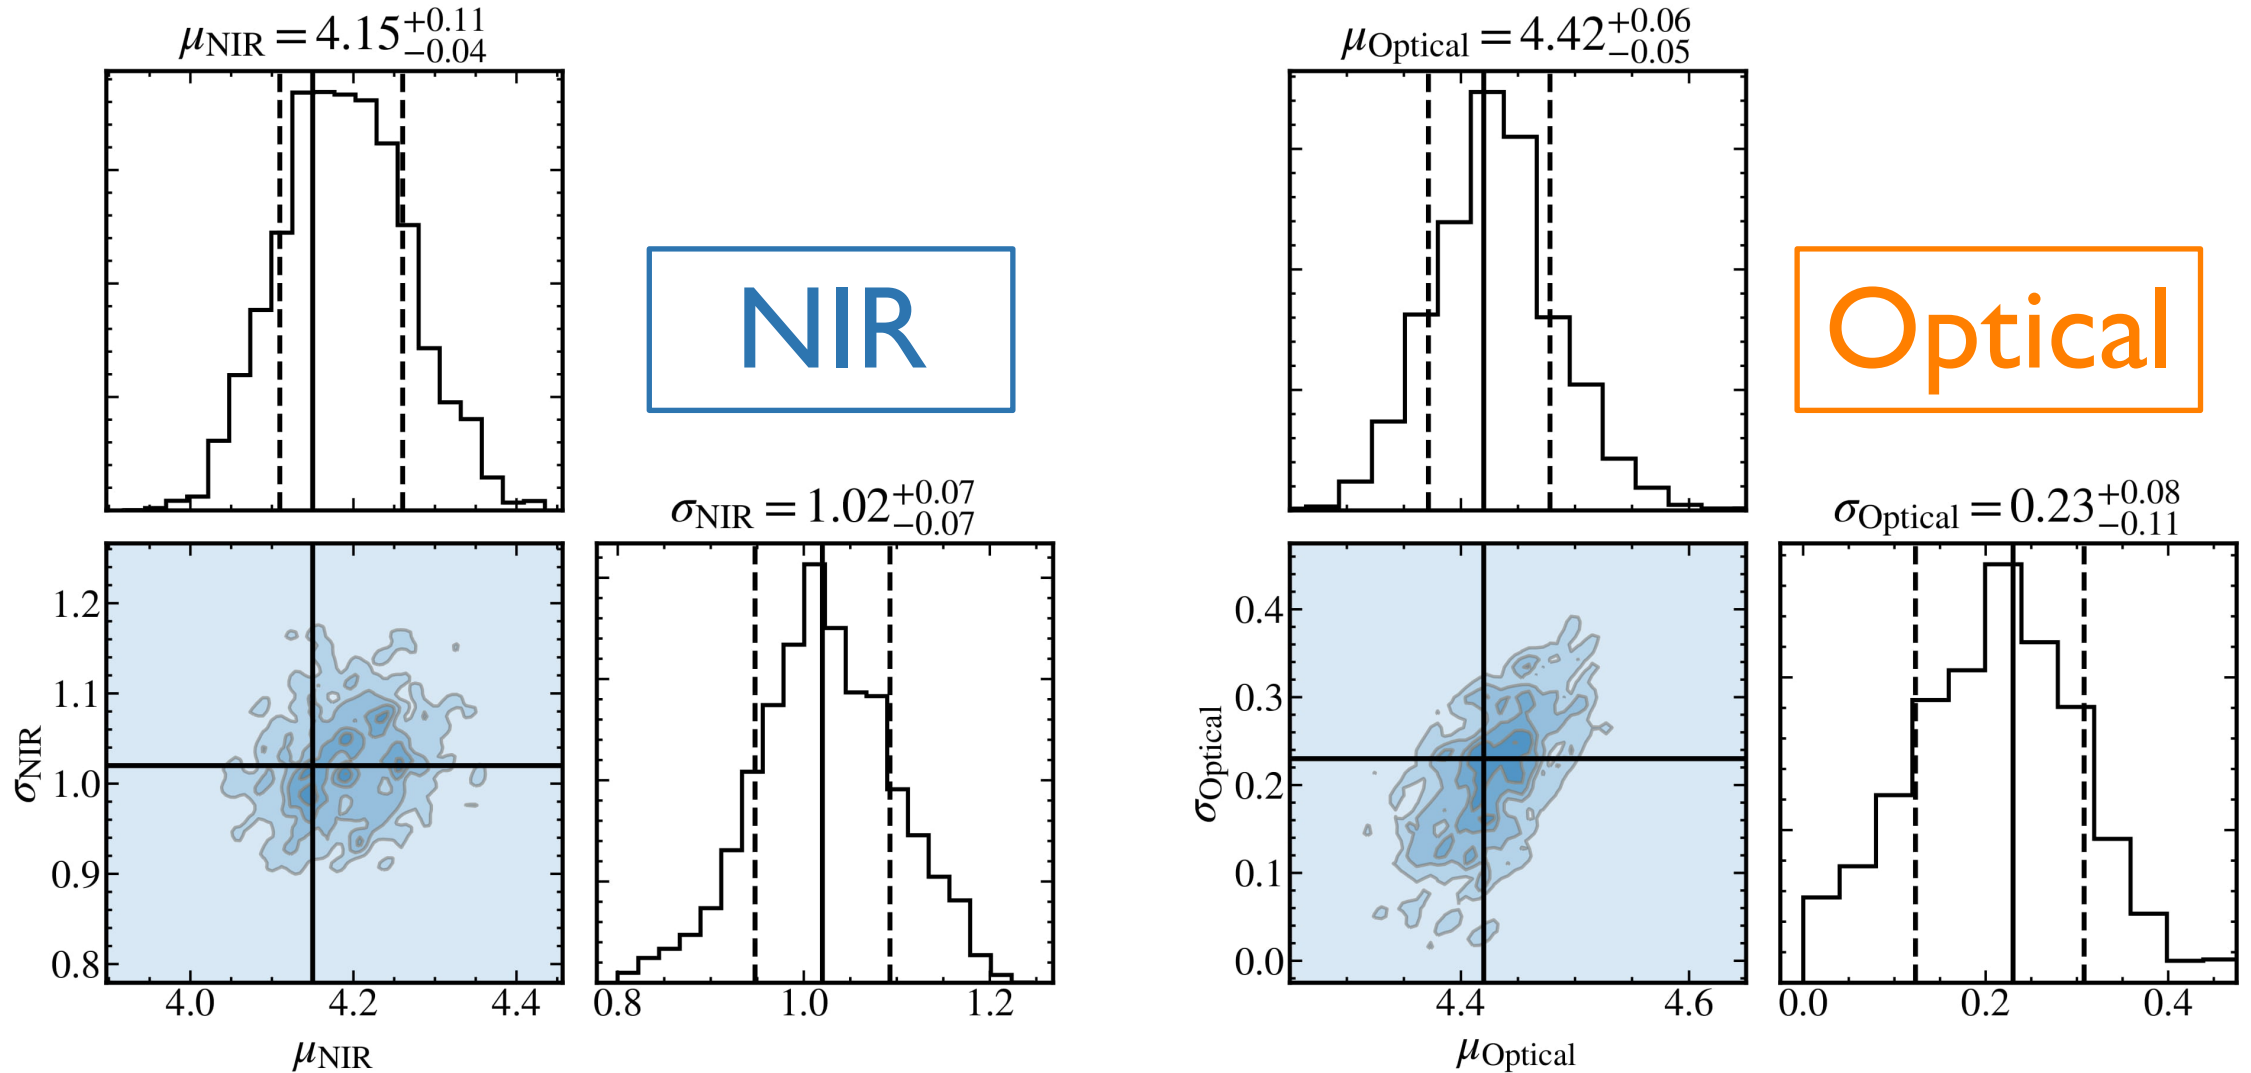 μNIR = 4.15+0.11−0.04
NIR
σNIR = 1.02+0.07−0.07
1.2
1.1
1.0
0.9
0.8
σNIR
4.0 4.2 4.4
μNIR
0.8 1.0 1.2
μOptical = 4.42+0.06−0.05
Optical
σOptical = 0.23+0.08−0.11
0.4
0.3
0.2
0.1
0.0
σOptical
4.4 4.6
μOptical
0.0 0.2 0.4